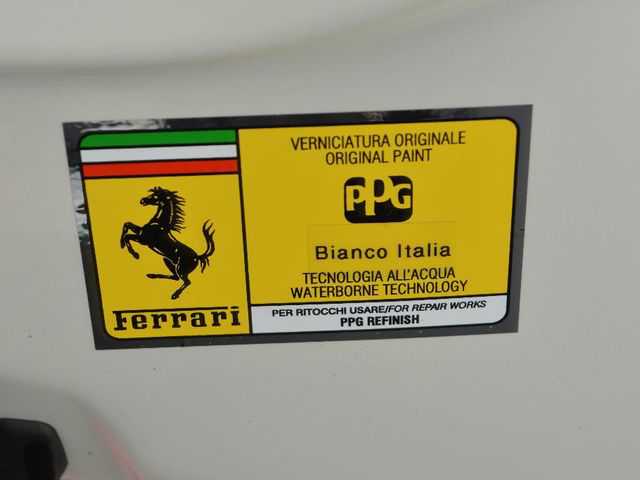 VERNICIATURA ORIGINALE
ORIGINAL PAINT
PPG
Bianco Italia
TECNOLOGIA ALL'ACQUA
WATERBORNE TECHNOLOGY
Ferrari
PER RITOCCHI USARE/FOR REPAIR WORKS
PPG REFINISH